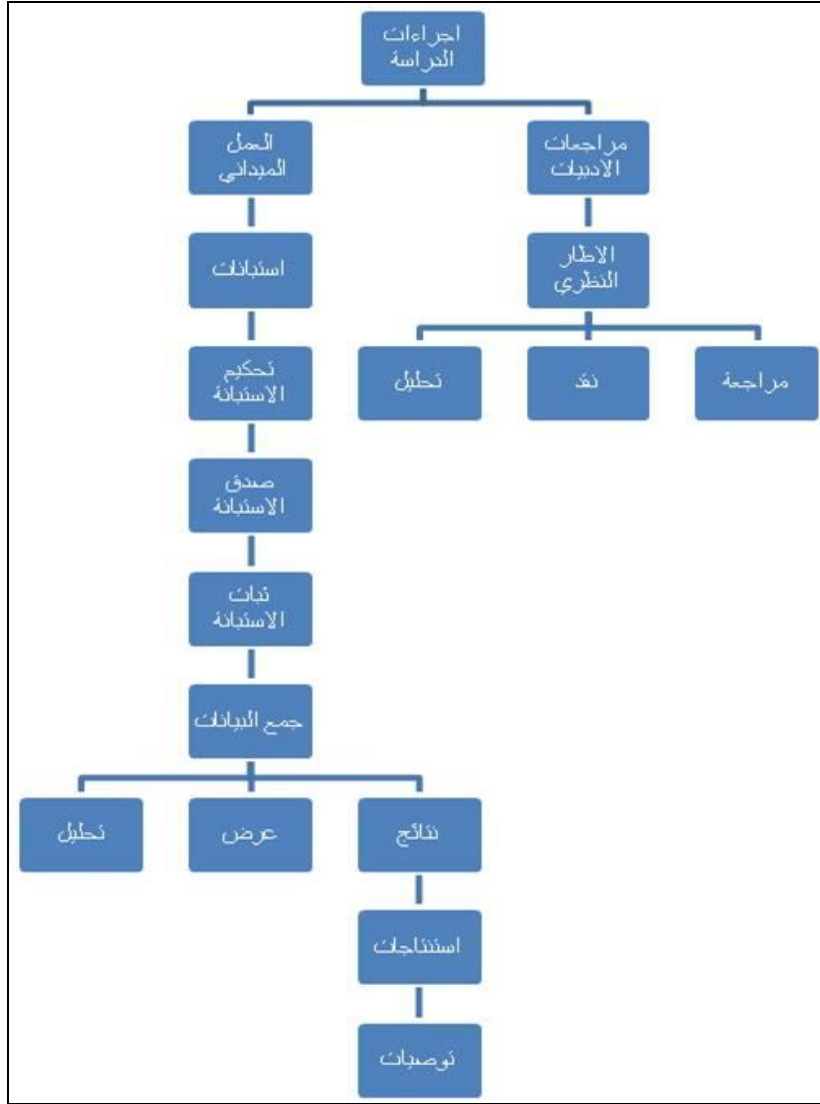 اجراءات
الدراسة
مراجعات
الادبيات
العمل
الميداني
الاطار
النظري
استبانات
مراجعة
نقد
تحليل
تحكيم
الاستبانة
صدق
الاستبانة
ثبات
الاستبانة
جمع البيانات
نتائج
عرض
تحليل
استنتاجات
توصيات